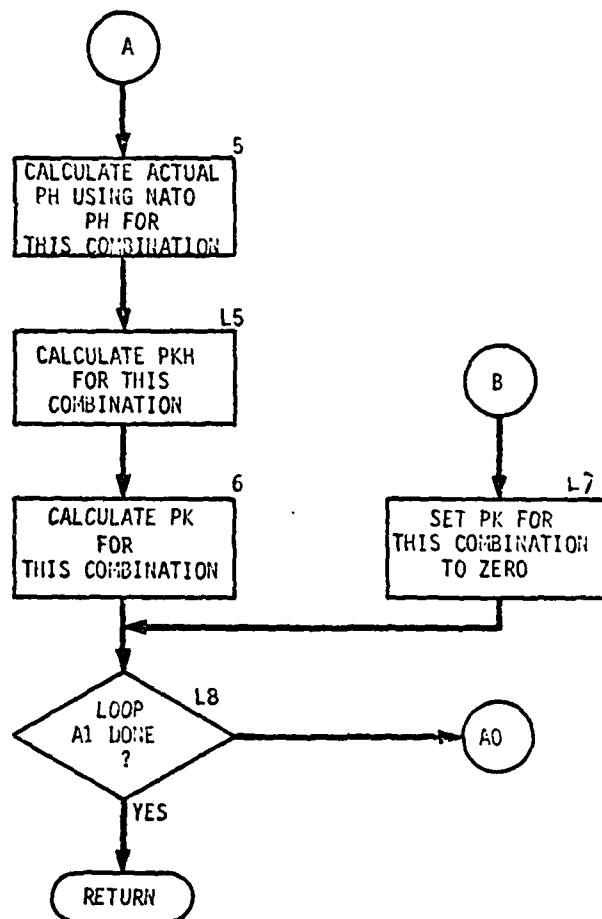 A
5
CALCULATE ACTUAL
PH USING NATO
PH FOR
THIS COMBINATION
L5
CALCULATE PKH
FOR THIS
COMBINATION
B
6
CALCULATE PK
FOR
THIS COMBINATION
L7
SET PK FOR
THIS COMBINATION
TO ZERO
L8
LOOP
A1 DONE
?
A0
YES
RETURN